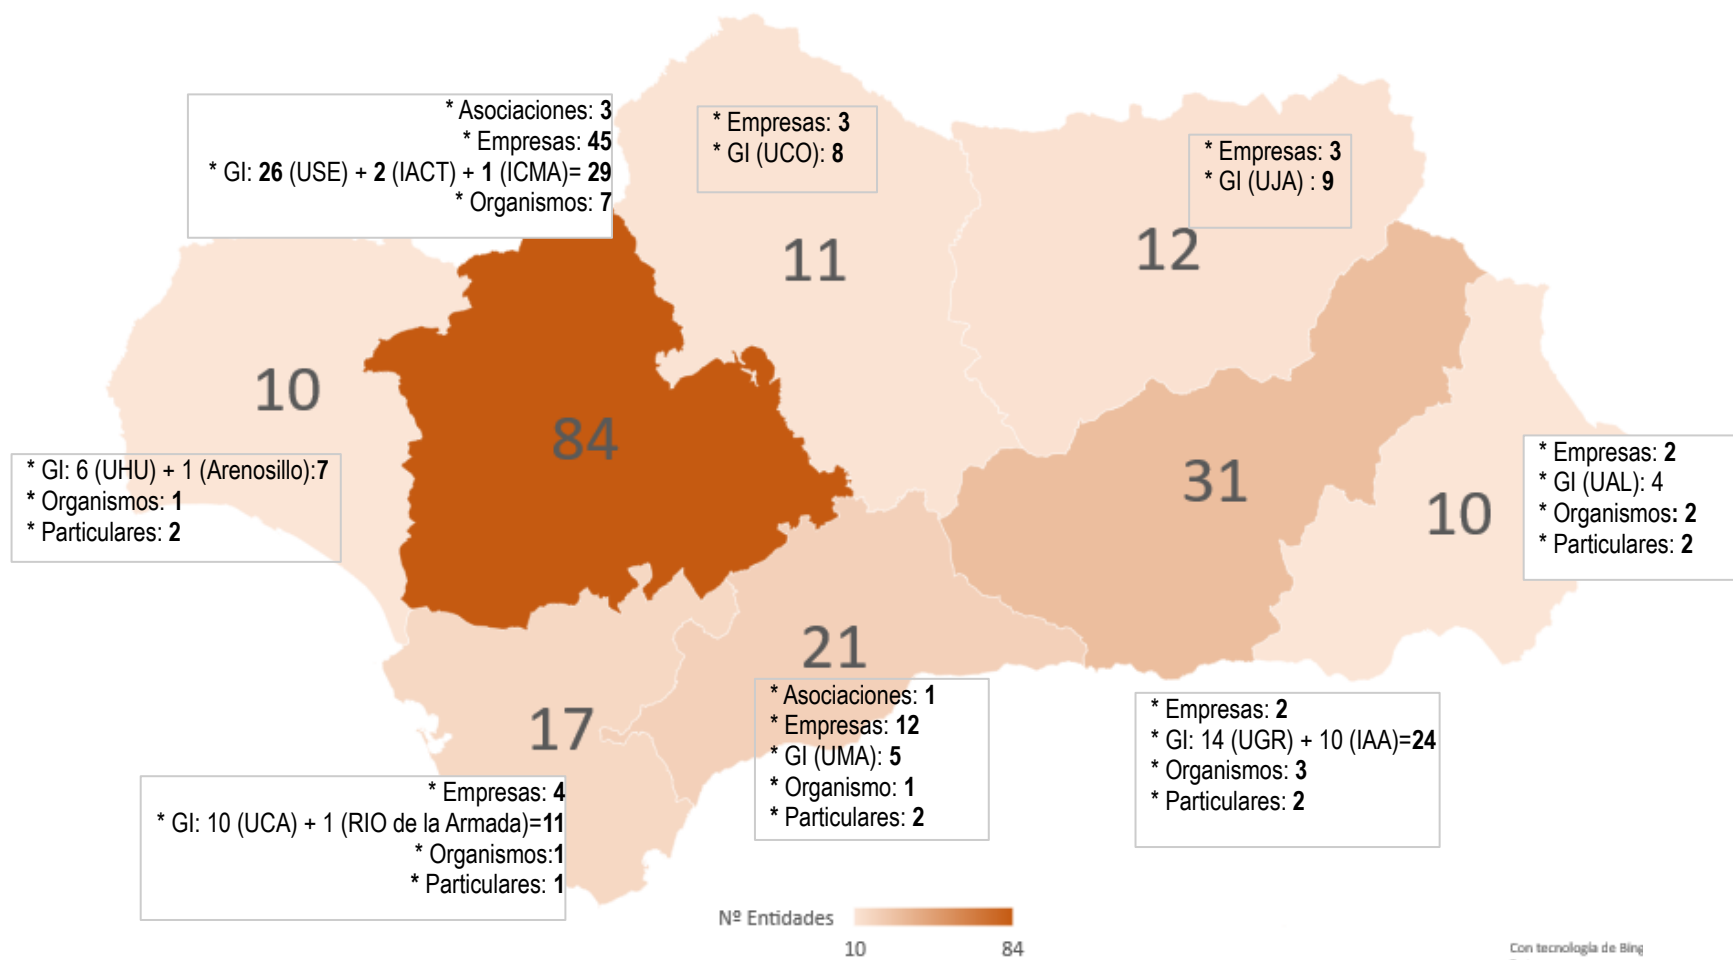 * Asociaciones: 3
* Empresas: 45
* GI: 26 (USE) + 2 (IACT) + 1 (ICMA)= 29
* Organismos: 7
* Empresas: 3
* GI (UCO): 8
* Empresas: 3
* GI (UJA) : 9
11
12
10
84
31
10
* GI: 6 (UHU) + 1 (Arenosillo):7
* Organismos: 1
* Particulares: 2
* Empresas: 2
* GI (UAL): 4
* Organismos: 2
* Particulares: 2
21
17
* Asociaciones: 1
* Empresas: 12
* GI (UMA): 5
* Organismo: 1
* Particulares: 2
* Empresas: 2
* GI: 14 (UGR) + 10 (IAA)=24
* Organismos: 3
* Particulares: 2
* Empresas: 4
* GI: 10 (UCA) + 1 (RIO de la Armada)=11
* Organismos:1
* Particulares: 1
Nº Entidades
10 84
Con tecnología de Bing